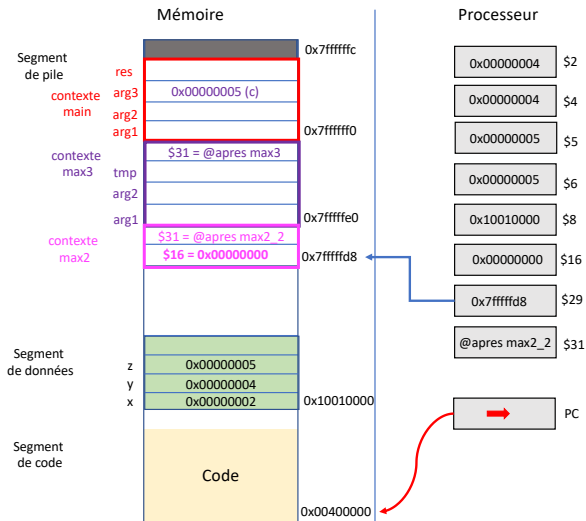 Mémoire
Processeur
0x7ffffffc
Segment
de pile
res
contexte
main
arg3
0x00000005 (c)
arg2
arg1
0x7ffffff0
contexte
max3
$31 = @apres max3
tmp
arg2
arg1
0x7fffffe0
contexte
max2
$31 = @apres max2_2
$16 = 0x00000000
0x7fffffd8
Segment
de données
z
0x00000005
y
0x00000004
x
0x00000002
0x10010000
Segment
de code
Code
0x00400000
0x00000004
$2
0x00000004
$4
0x00000005
$5
0x00000005
$6
0x10010000
$8
0x00000000
$16
0x7fffffd8
$29
@apres max2_2
$31
PC